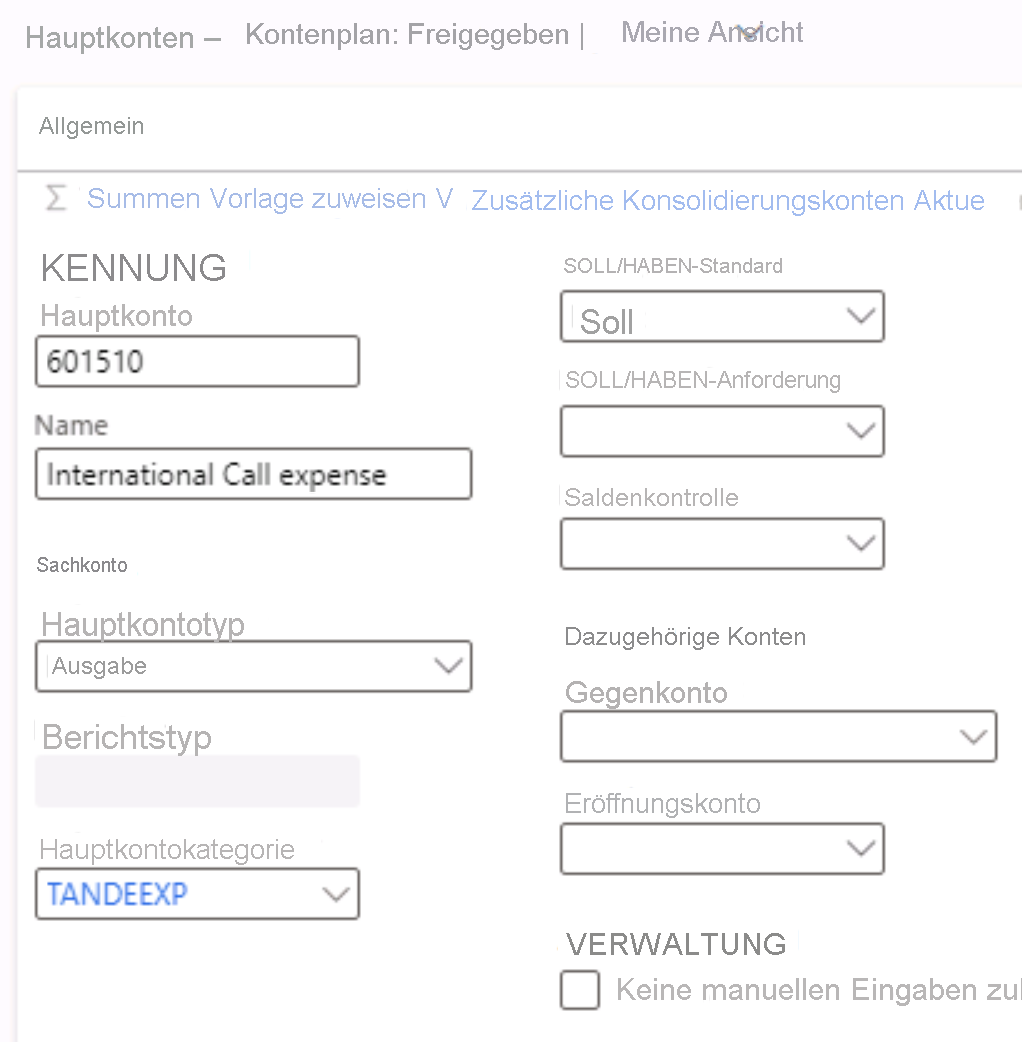 Hauptkonten – Kontenplan: Freigegeben | Meine Ansicht
Allgemein
Σ Summen Vorlage zuweisen V Zusätzliche Konsolidierungskonten Aktue
KENNUNG
Hauptkonto
601510
Name
International Call expense
Sachkonto
Hauptkontotyp
Ausgabe
Berichtstyp
Hauptkontokategorie
TANDEEXP
SOLL/HABEN-Standard
Soll
SOLL/HABEN-Anforderung
Saldenkontrolle
Dazugehörige Konten
Gegenkonto
Eröffnungskonto
VERWALTUNG
Keine manuellen Eingaben